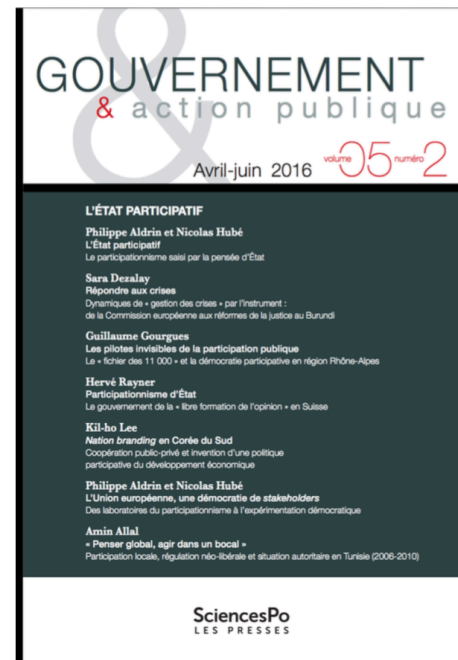 GOUVERNEMENT
& action publique
Avril-juin 2016 volume 05 numéro 2
L'ÉTAT PARTICIPATIF
Philippe Aldrin et Nicolas Hubé
L'État participatif
Le participationnisme saisi par la pensée d'État
Sara Dezalay
Répondre aux crises
Dynamiques de « gestion des crises » par l'instrument :
de la Commission européenne aux réformes de la justice au Burundi
Guillaume Gourgues
Les pilotes invisibles de la participation publique
Le « fichier des 11 000 » et la démocratie participative en région Rhône-Alpes
Hervé Rayner
Participationnisme d'État
Le gouvernement de la « libre formation de l'opinion » en Suisse
Kil-ho Lee
Nation branding en Corée du Sud
Coopération public-privé et invention d'une politique
participative du développement économique
Philippe Aldrin et Nicolas Hubé
L'Union européenne, une démocratie de stakeholders
Des laboratoires du participationnisme à l'expérimentation démocratique
Amin Allal
« Penser global, agir dans un bocal »
Participation locale, régulation néo-libérale et situation autoritaire en Tunisie (2006-2010)
SciencesPo
LES PRESSES